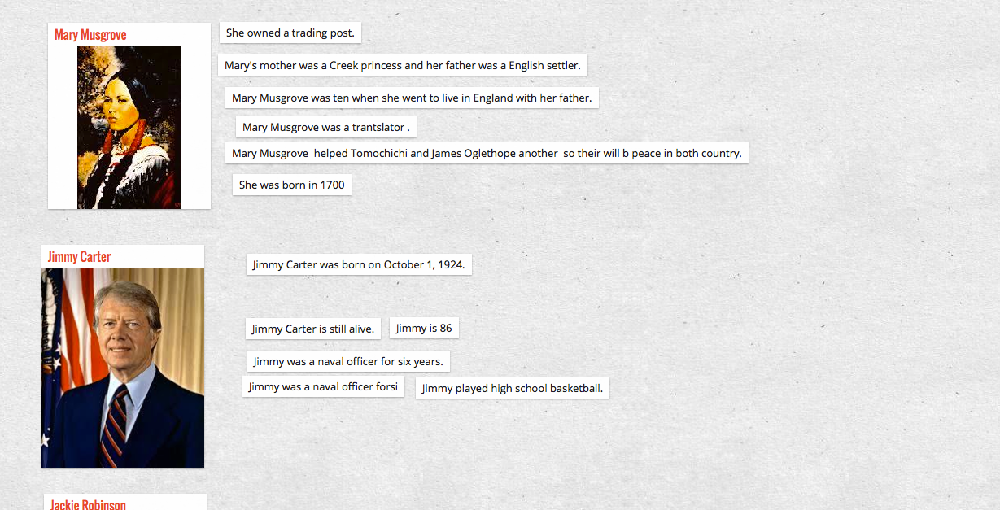 Mary Musgrove
She owned a trading post.
Mary's mother was a Creek princess and her father was a English settler.
Mary Musgrove was ten when she went to live in England with her father.
Mary Musgrove was a trantslator .
Mary Musgrove  helped Tomochichi and James Oglethope another  so their will b peace in both country.
She was born in 1700
Jimmy Carter
Jimmy Carter was born on October 1, 1924.
Jimmy Carter is still alive.
Jimmy is 86
Jimmy was a naval officer for six years.
Jimmy was a naval officer forsi
Jimmy played high school basketball.
Jackie Robinson